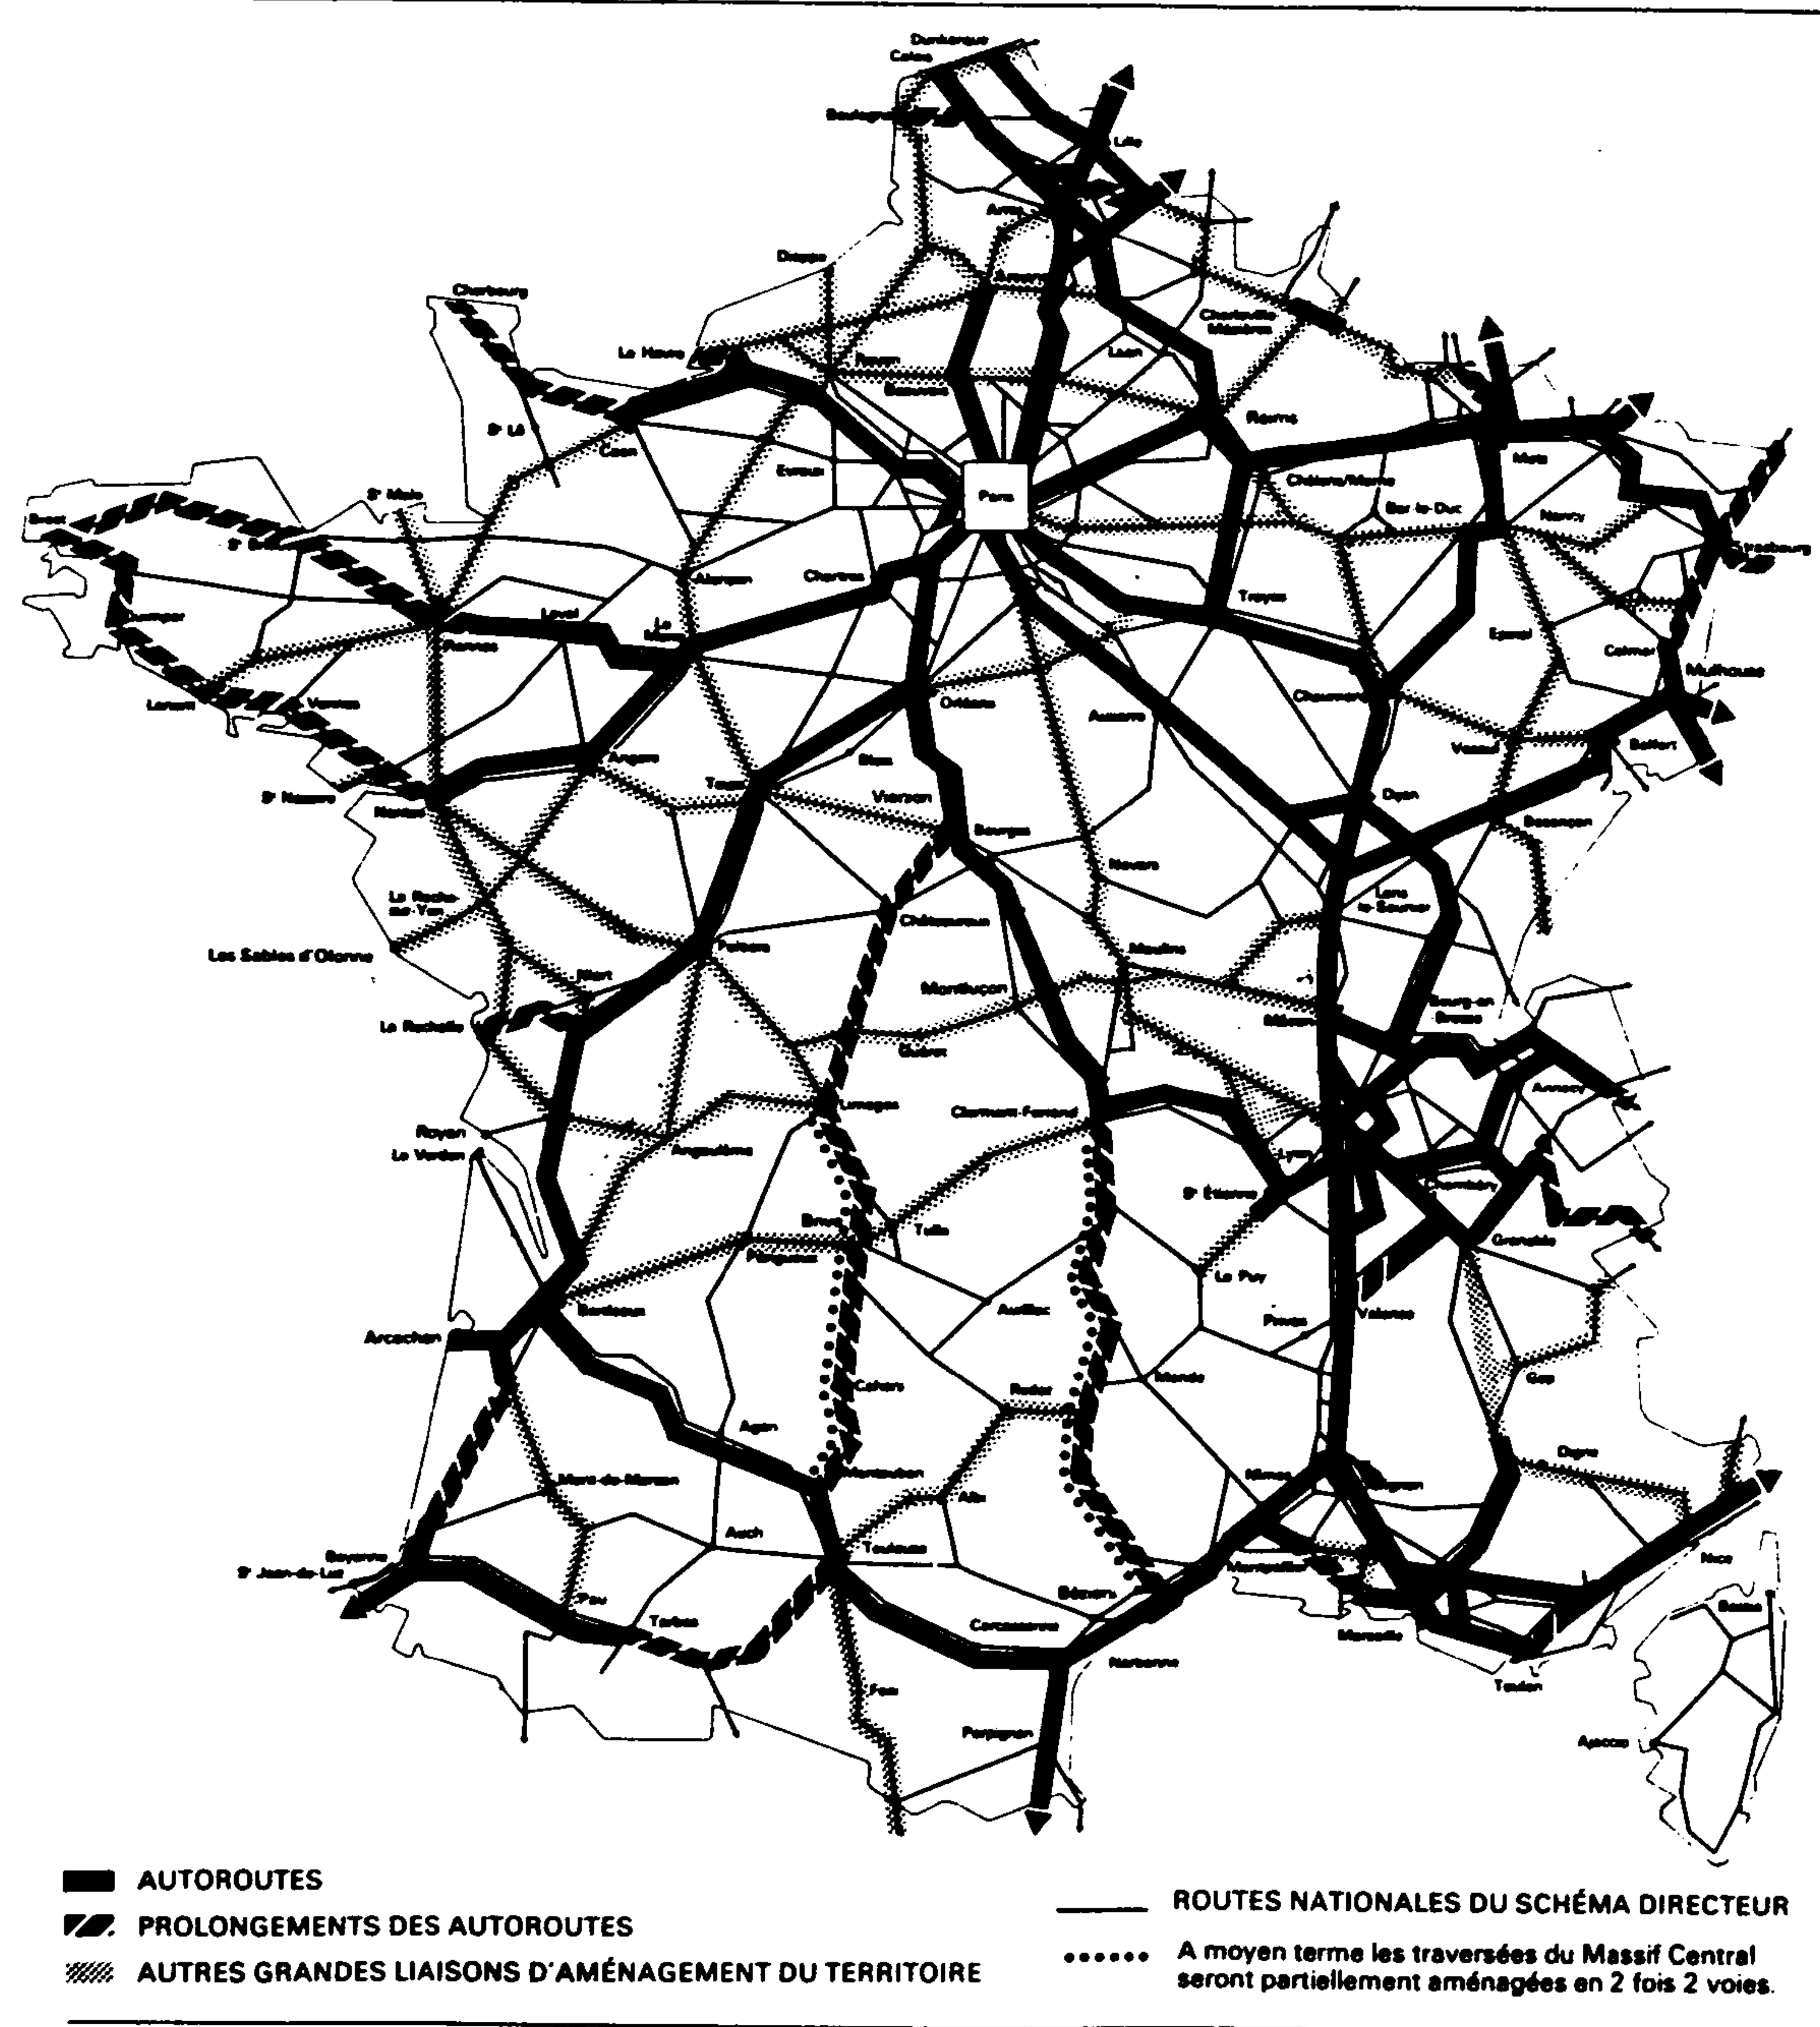 Dunkerque
Calais
Boulogne
Lille
Arras
Dieppe
Amiens
Cherbourg
Charleville
Mézières
Le Havre
Rouen
Laon
Beauvais
Reims
St Lô
Caen
Evreux
Paris
Metz
Châlons/Marne
St Malo
Bar-le-Duc
Nancy
Brest
St Brieuc
Strasbourg
Alençon
Chartres
Troyes
Quimper
Laval
Le
Mans
Epinal
Rennes
Colmar
Mulhouse
Lorient
Vannes
Orléans
Chaumont
Auxerre
Angers
Blois
Vesoul
Belfort
St Nazaire
Tours
Vierzon
Dijon
Nantes
Bourges
Besançon
Nevers
La Roche-
sur-Yon
Lons
le-Saunier
Châteauroux
Les Sables d'Olonne
Poitiers
Moulins
Niort
Montluçon
Bourg-en
Bresse
La Rochelle
Mâcon
Guéret
Annecy
Limoges
Clermont-Ferrand
Royan
Le Verdon
Angoulême
Lyon
Chambéry
St Étienne
Brive
Tulle
Périgueux
Grenoble
Le Puy
Bordeaux
Aurillac
Privas
Valence
Arcachon
Cahors
Rodez
Mende
Gap
Agen
Digne
Mont-de-Marsan
Montauban
Nîmes
Avignon
Albi
Auch
Toulouse
Bayonne
St Jean-de-Luz
Montpellier
Nice
Pau
Béziers
Tarbes
Carcassonne
Marseille
Bastia
Narbonne
Toulon
Foix
Perpignan
Ajaccio
AUTOROUTES
PROLONGEMENTS DES AUTOROUTES
AUTRES GRANDES LIAISONS D'AMÉNAGEMENT DU TERRITOIRE
ROUTES NATIONALES DU SCHÉMA DIRECTEUR
A moyen terme les traversées du Massif Central
seront partiellement aménagées en 2 fois 2 voies.